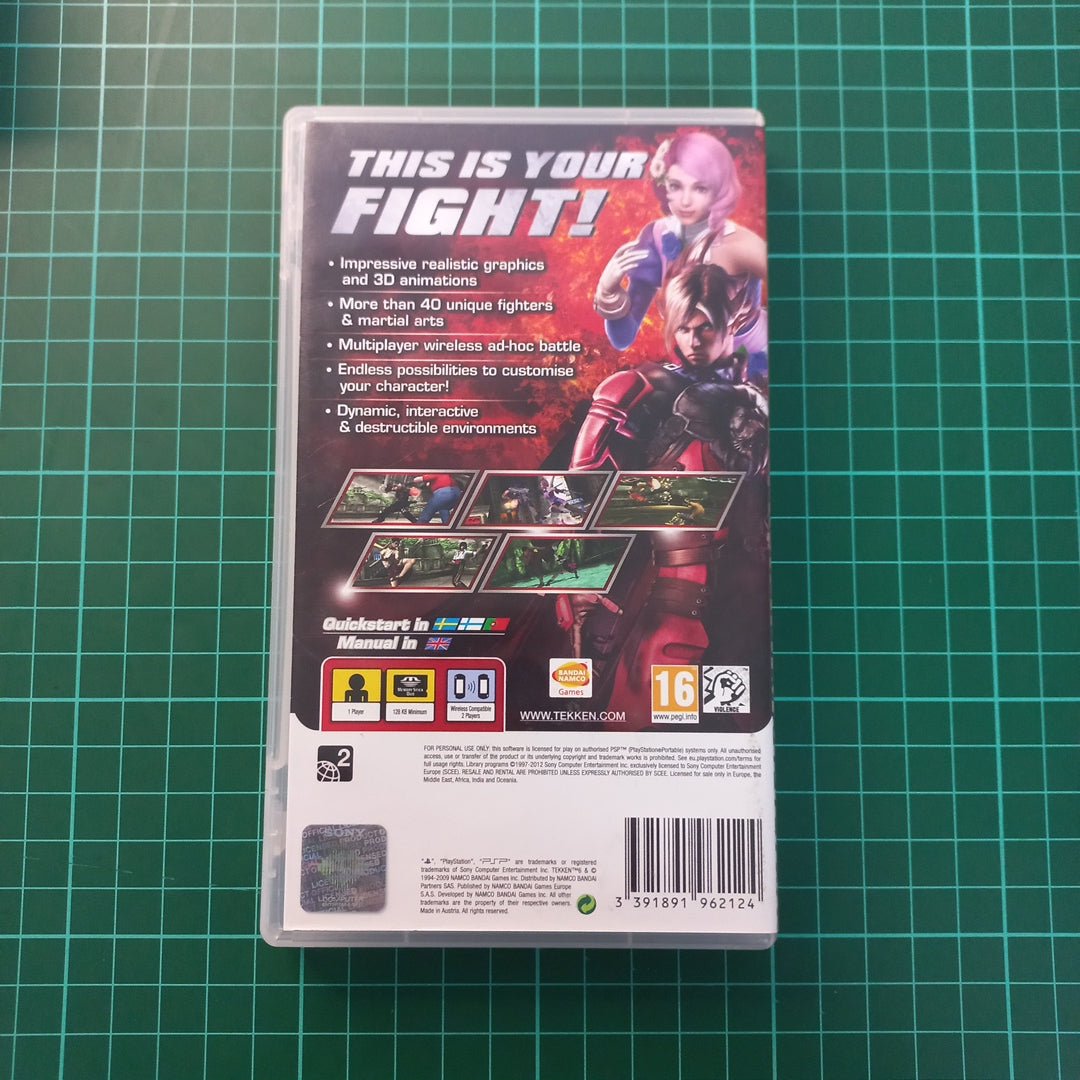 THIS IS YOUR
FIGHT!
• Impressive realistic graphics
and 3D animations
• More than 40 unique fighters
& martial arts
• Multiplayer wireless ad-hoc battle
• Endless possibilities to customise
your character!
• Dynamic, interactive
& destructible environments
Quickstart in
Manual in
1 Player
MEMORY STICK
DUO
128 KB Minimum
Wireless Compatible
2 Players
BANDAI
NAMCO
Games
WWW.TEKKEN.COM
16
www.pegi.info
VIOLENCE
2
FOR PERSONAL USE ONLY: this software is licensed for play on authorised PSP™ (PlayStation®Portable) systems only. All unauthorised
access, use or transfer of the product or its underlying copyright and trademark works is prohibited. See eu.playstation.com/terms for
full usage rights. Library programs ©1997-2012 Sony Computer Entertainment Inc. exclusively licensed to Sony Computer Entertainment
Europe (SCEE). RESALE AND RENTAL ARE PROHIBITED UNLESS EXPRESSLY AUTHORISED BY SCEE. Licensed for sale only in Europe, the
Middle East, Africa, India and Oceania.
SONY
", "PlayStation", "PSP" are trademarks or registered
trademarks of Sony Computer Entertainment Inc. TEKKEN™6 & ©
1994-2009 NAMCO BANDAI Games Inc. Distributed by NAMCO BANDAI
Partners SAS. Published by NAMCO BANDAI Games Europe
S.A.S. Developed by NAMCO BANDAI Games Inc. All other
trademarks are the property of their respective owners.
Made in Austria. All rights reserved.
3 391891 962124